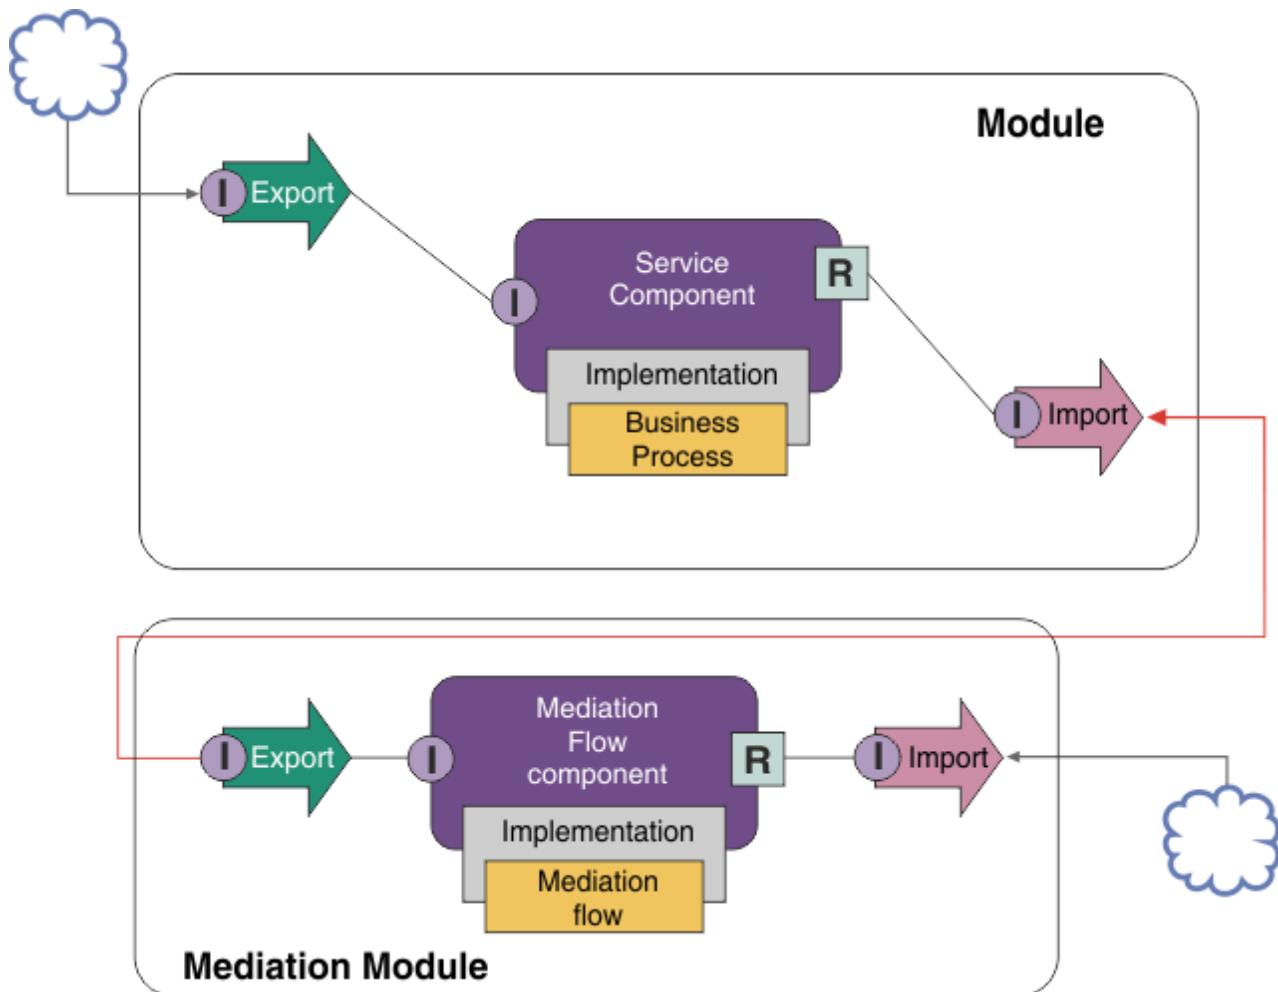 Module
I
Export
Service
Component
R
I
Implementation
Business
Process
I
Import
I
Export
Mediation
Flow
component
I
R
I
Import
Implementation
Mediation
flow
Mediation Module